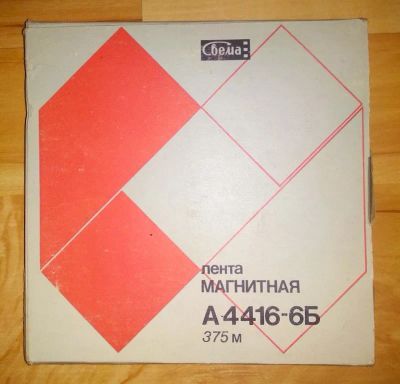 Свема
лента
МАГНИТНАЯ
А-4416-6Б
375 м